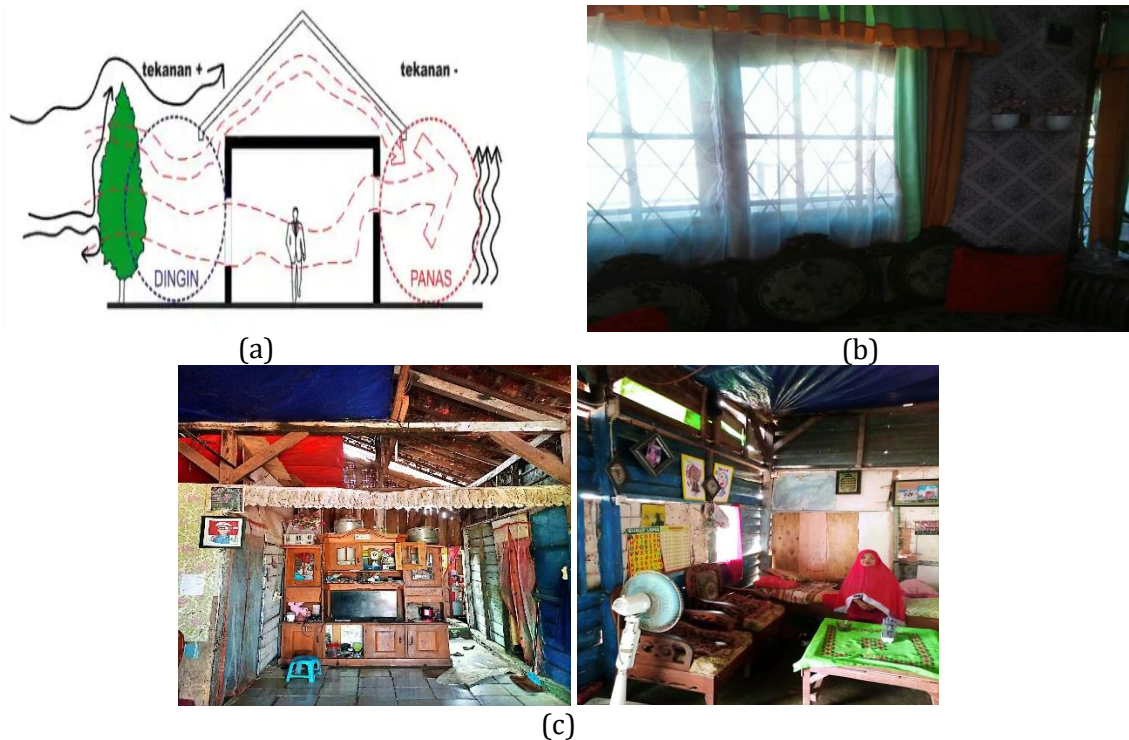 tekanan +
tekanan -
DINGIN
PANAS
(a)
(b)
(c)